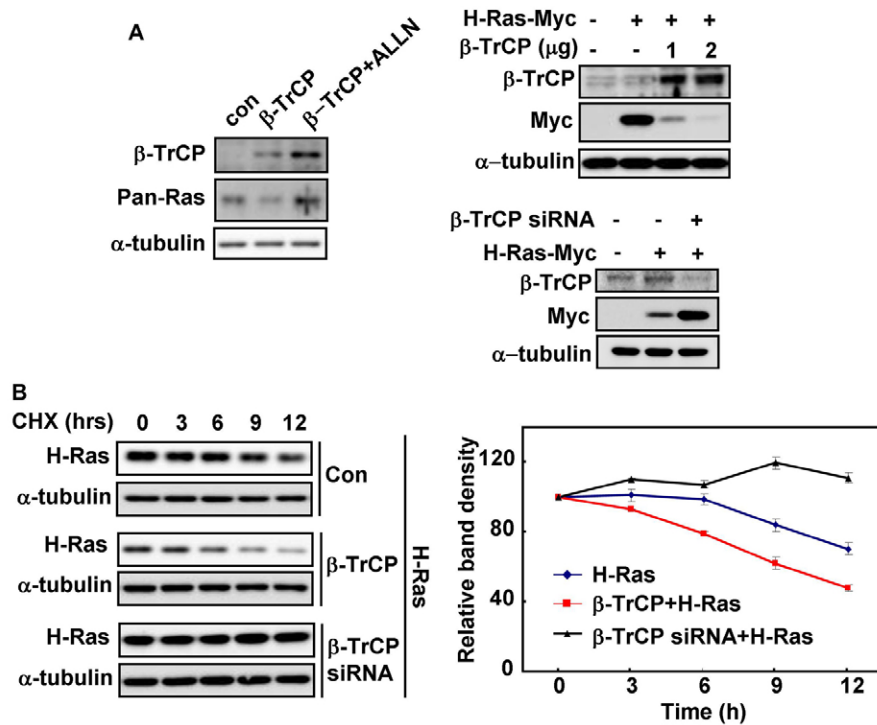 A
con
β-TrCP
β-TrCP+ALLN
β-TrCP
Pan-Ras
α-tubulin
H-Ras-Myc - + + +
β-TrCP (μg) - - 1 2
β-TrCP
Myc
α-tubulin
β-TrCP siRNA - - +
H-Ras-Myc - + +
β-TrCP
Myc
α-tubulin
B
CHX (hrs) 0 3 6 9 12
H-Ras
α-tubulin
Con
H-Ras
α-tubulin
β-TrCP
H-Ras
α-tubulin
β-TrCP
siRNA
H-Ras
Relative band density
120
80
40
0
H-Ras
β-TrCP+H-Ras
β-TrCP siRNA+H-Ras
0 3 6 9 12
Time (h)